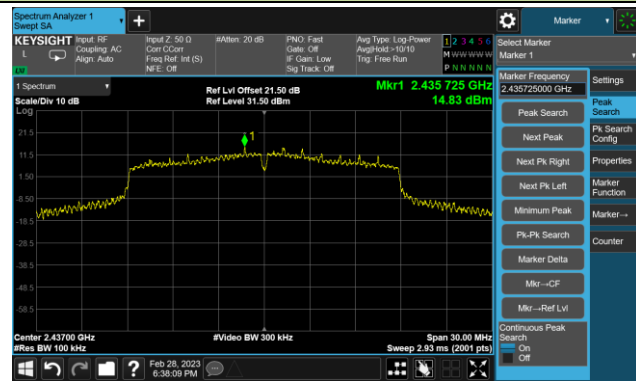 Spectrum Analyzer 1
Swept SA
Marker
KEYSIGHT
L
LW
Input: RF
Coupling: AC
Align: Auto
Input Z: 50 Ω
Corr CCorr
Freq Ref: Int (S)
NFE: Off
#Atten: 20 dB
PNO: Fast
Gate: Off
IF Gain: Low
Sig Track: Off
Avg Type: Log-Power
Avg|Hold:>10/10
Trig: Free Run
1 2 3 4 5 6
M W W W W W
P N N N N N
Select Marker
Marker 1
1 Spectrum
Scale/Div 10 dB
Log
Ref Lvl Offset 21.50 dB
Ref Level 31.50 dBm
Mkr1 2.435 725 GHz
14.83 dBm
1
21.5
11.5
1.50
-8.50
-18.5
-28.5
-38.5
-48.5
-58.5
Center 2.43700 GHz
#Res BW 100 kHz
#Video BW 300 kHz
Span 30.00 MHz
Sweep 2.93 ms (2001 pts)
Marker Frequency
2.435725000 GHz
Peak Search
Next Peak
Next Pk Right
Next Pk Left
Minimum Peak
Pk-Pk Search
Marker Delta
Mkr→CF
Mkr→Ref Lvl
Continuous Peak
Search
On
Off
Settings
Peak
Search
Pk Search
Config
Properties
Marker
Function
Marker→
Counter
?
Feb 28, 2023
6:38:09 PM